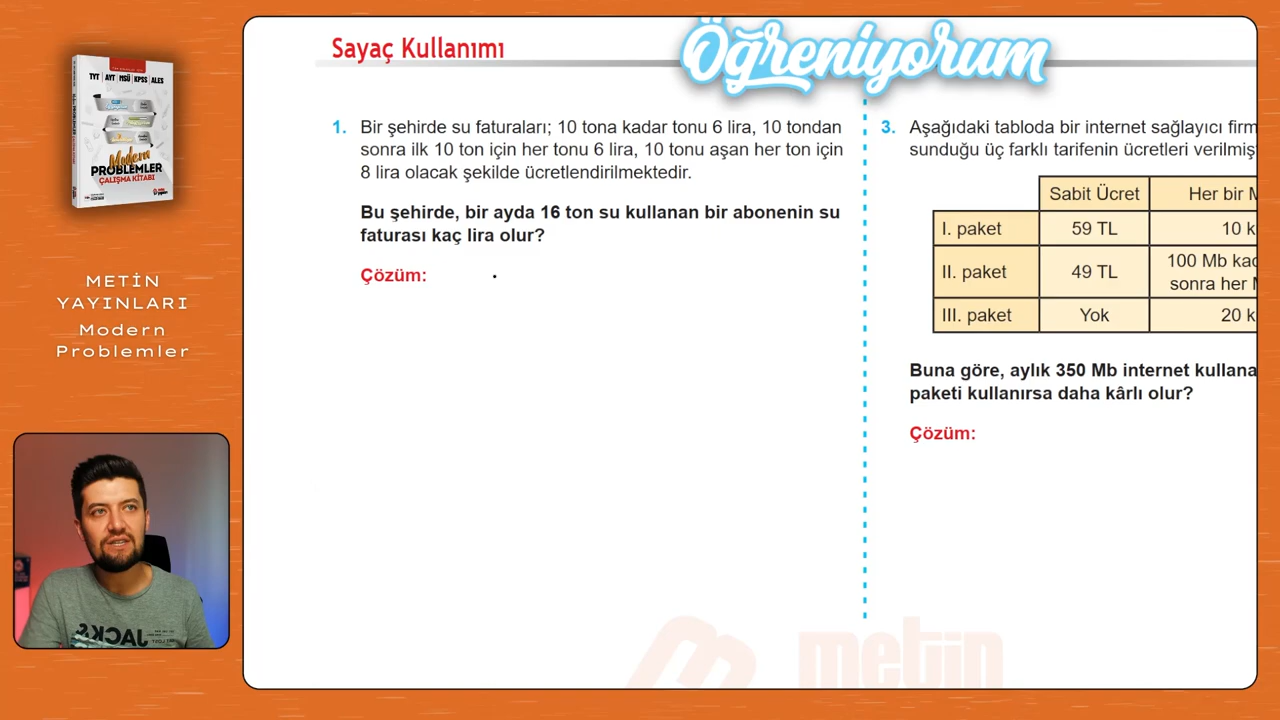 TYT | AYT | MSÜ | KPSS | ALES
Modern
PROBLEMLER
ÇALIŞMA KİTABI
METİN
YAYINLARI
Modern
Problemler
JACK&
Sayaç Kullanımı
Öğreniyorum
1. Bir şehirde su faturaları; 10 tona kadar tonu 6 lira, 10 tondan
sonra ilk 10 ton için her tonu 6 lira, 10 tonu aşan her ton için
8 lira olacak şekilde ücretlendirilmektedir.
Bu şehirde, bir ayda 16 ton su kullanan bir abonenin su
faturası kaç lira olur?
Çözüm:
3. Aşağıdaki tabloda bir internet sağlayıcı firm
sunduğu üç farklı tarifenin ücretleri verilmiş
Sabit Ücret Her bir M
I. paket 59 TL 10 k
II. paket 49 TL 100 Mb kad
sonra her M
III. paket Yok 20 k
Buna göre, aylık 350 Mb internet kullana
paketi kullanırsa daha kârlı olur?
Çözüm:
metin